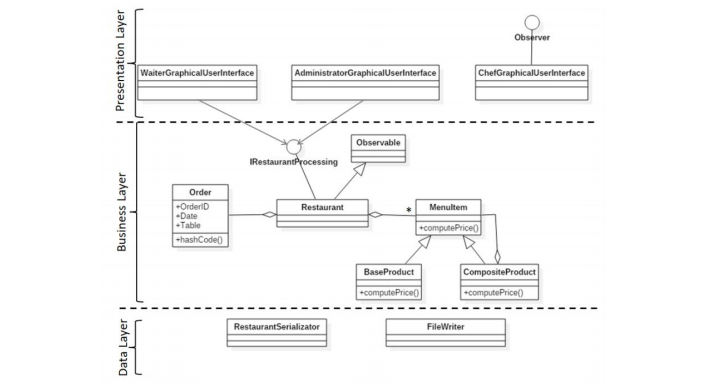 Presentation Layer
Observer
WaiterGraphicalUserInterface
AdministratorGraphicalUserInterface
ChefGraphicalUserInterface
Business Layer
Observable
IRestaurantProcessing
Order
+OrderID
+Date
+Table
+hashCode()
Restaurant
*
MenuItem
+computePrice()
BaseProduct
+computePrice()
CompositeProduct
+computePrice()
Data Layer
RestaurantSerializator
FileWriter